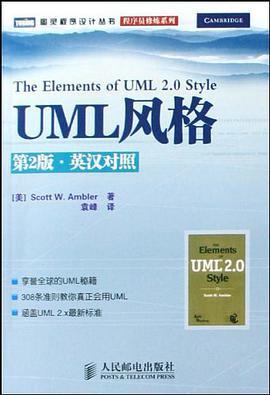 图灵程序设计丛书 程序员修炼系列
CAMBRIDGE
The Elements of UML 2.0 Style
UML风格
第2版·英汉对照
[美] Scott W. Ambler 著
袁峰 译
THE
Elements
OF
UML 2.0
Style
Scott W. Ambler
享誉全球的UML秘籍
308条准则教你真正会用UML
涵盖UML 2.x最新标准
人民邮电出版社
POSTS & TELECOM PRESS